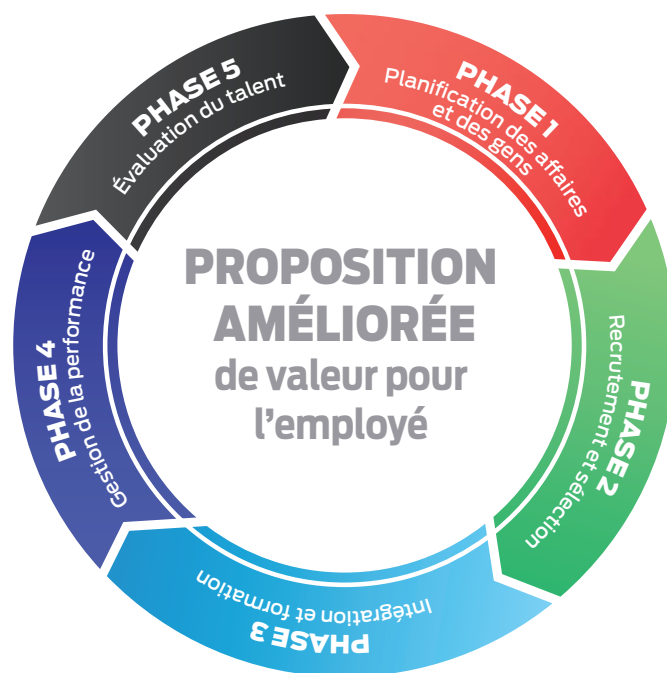 PHASE 1
Planification des affaires
et des gens
PHASE 2
Recrutement et sélection
PHASE 3
Intégration et formation
PHASE 4
Gestion de la performance
PHASE 5
Évaluation du talent
PROPOSITION
AMÉLIORÉE
de valeur pour
l’employé